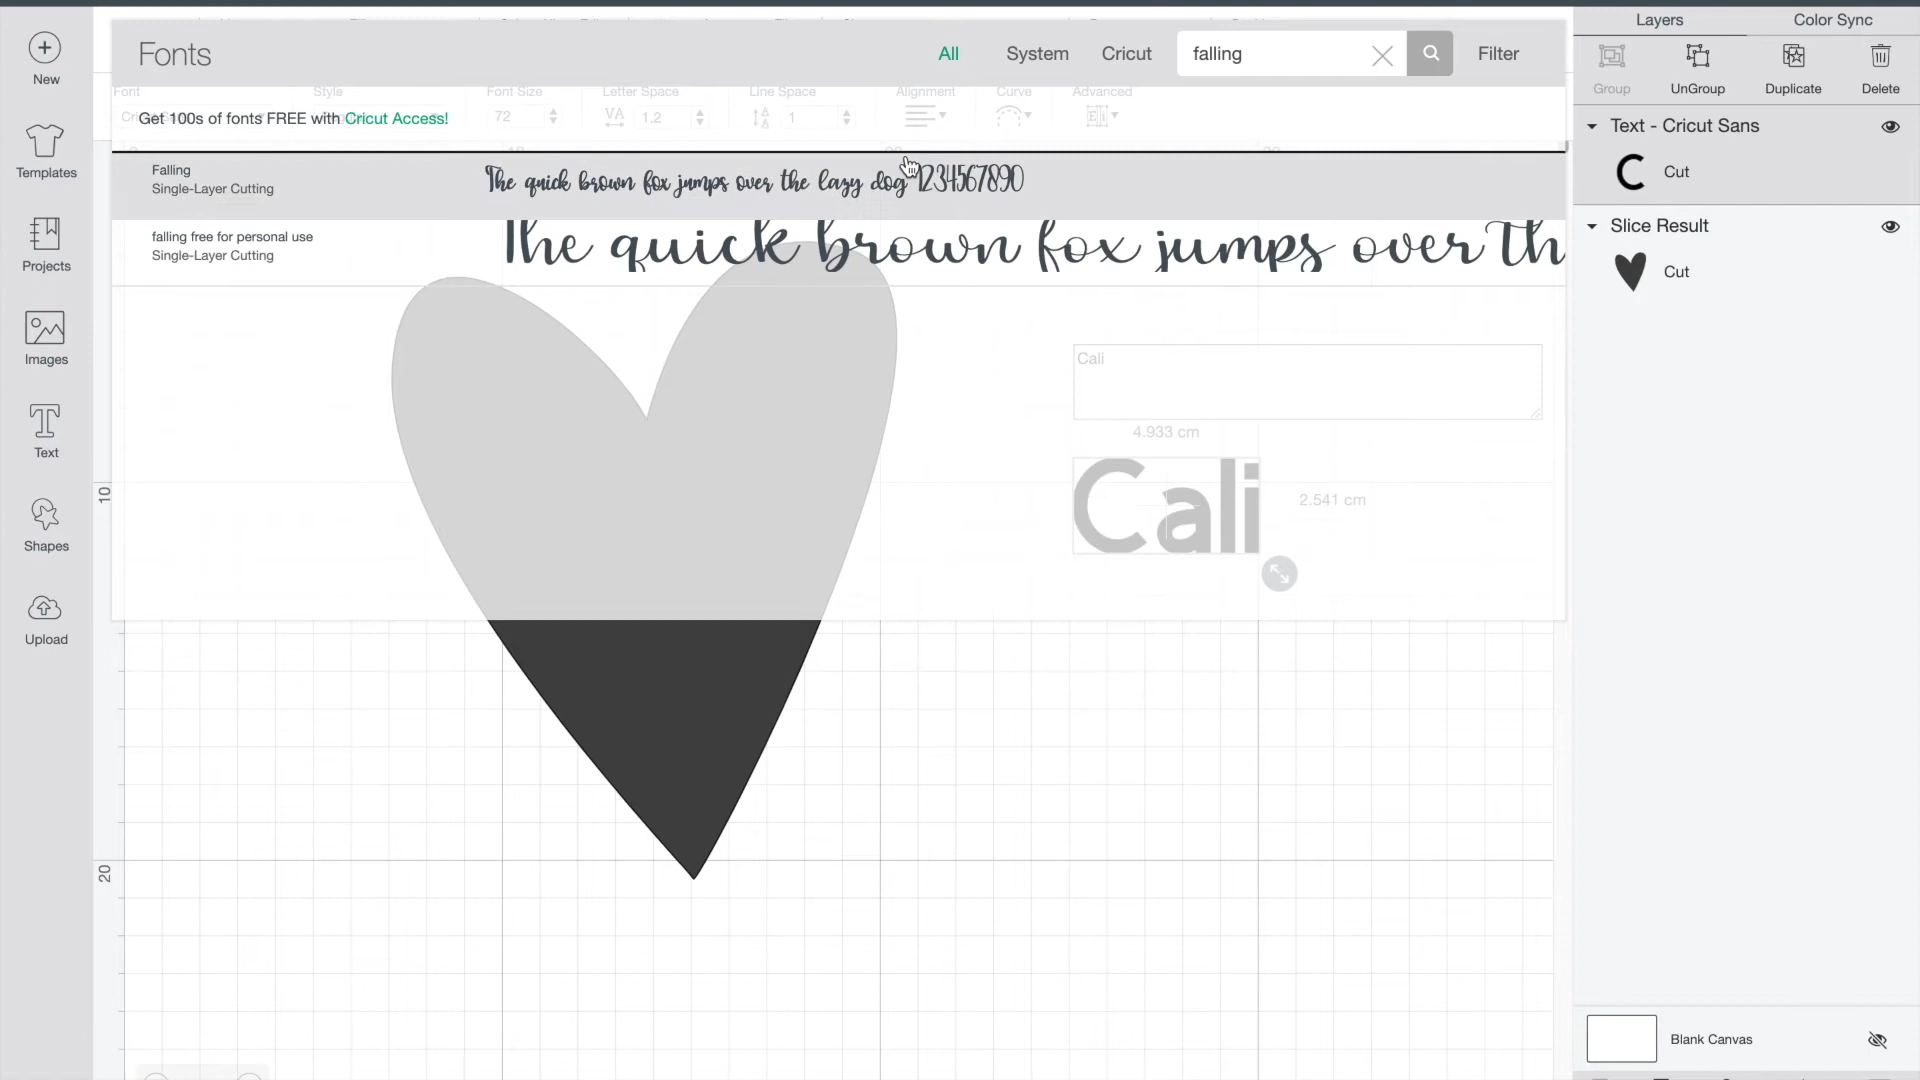 Layers
Color Sync
Fonts
All
System
Cricut
falling
Filter
New
Group
UnGroup
Duplicate
Delete
Font
Style
Font Size
Letter Space
Line Space
Alignment
Curve
Advanced
Get 100s of fonts FREE with Cricut Access!
72
VA
1.2
1
Text - Cricut Sans
Templates
Falling
Single-Layer Cutting
The quick brown fox jumps over the lazy dog 1234567890
C
Cut
falling free for personal use
Single-Layer Cutting
The quick brown fox jumps over th
Slice Result
Cut
Projects
Images
Cali
4.933 cm
Text
Cali
2.541 cm
10
Shapes
Upload
20
Blank Canvas